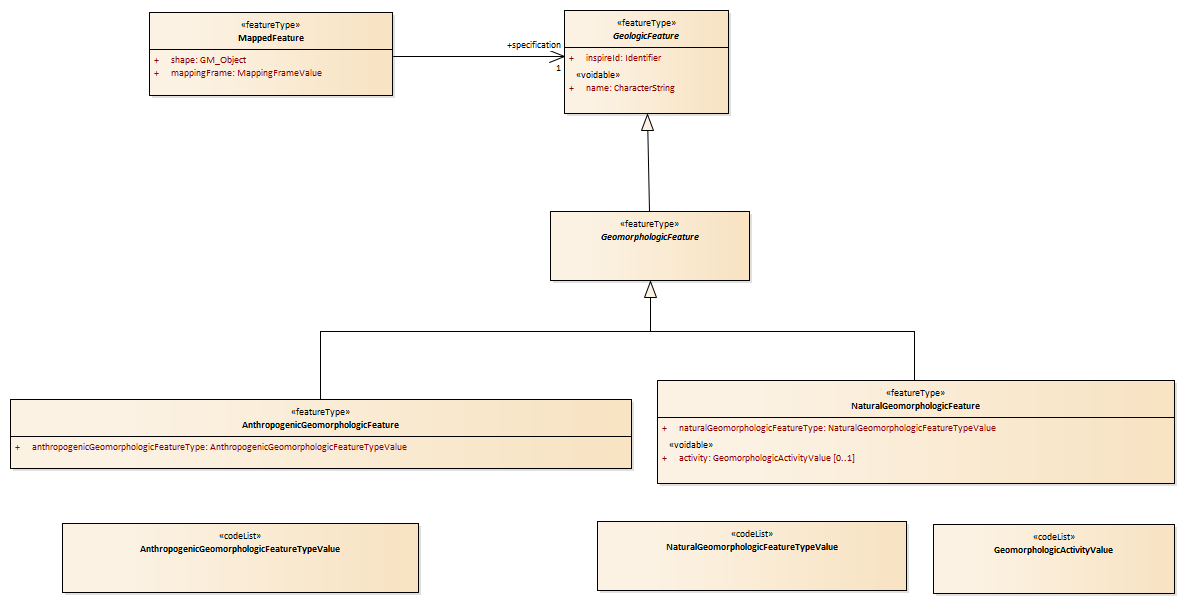 «featureType»
MappedFeature
+ shape: GM_Object
+ mappingFrame: MappingFrameValue
+specification
1
«featureType»
GeologicFeature
+ inspireId: Identifier
«voidable»
+ name: CharacterString
«featureType»
GeomorphologicFeature
«featureType»
AnthropogenicGeomorphologicFeature
+ anthropogenicGeomorphologicFeatureType: AnthropogenicGeomorphologicFeatureTypeValue
«featureType»
NaturalGeomorphologicFeature
+ naturalGeomorphologicFeatureType: NaturalGeomorphologicFeatureTypeValue
«voidable»
+ activity: GeomorphologicActivityValue [0..1]
«codeList»
AnthropogenicGeomorphologicFeatureTypeValue
«codeList»
NaturalGeomorphologicFeatureTypeValue
«codeList»
GeomorphologicActivityValue